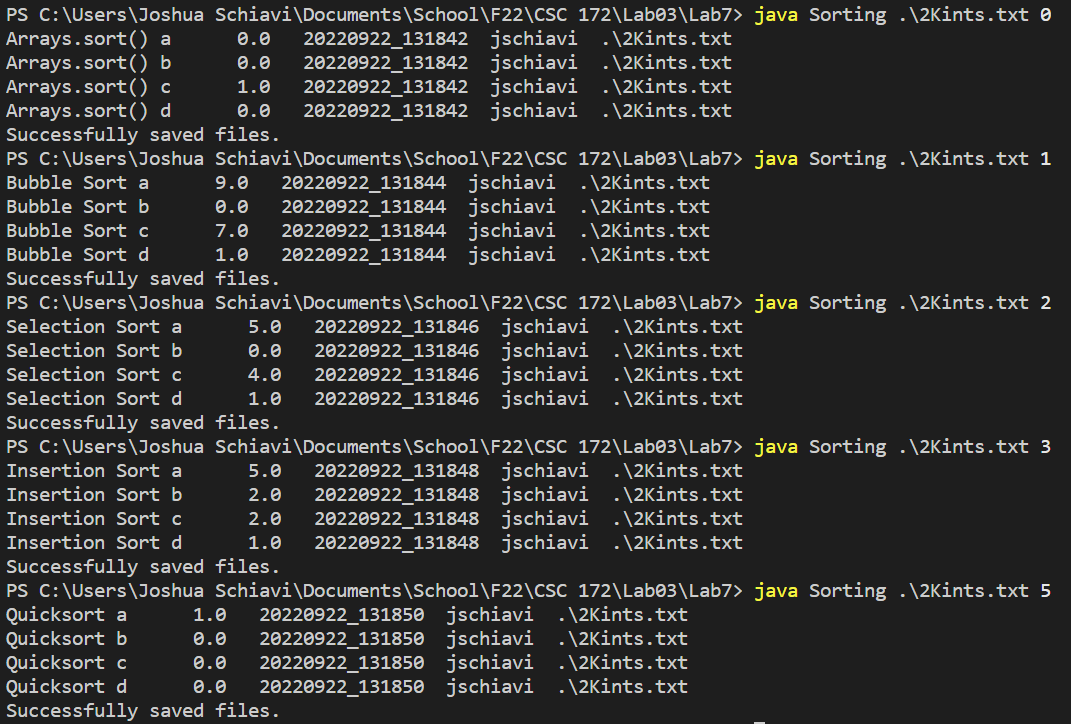 PS C:\Users\Joshua Schiavi\Documents\School\F22\CSC 172\Lab03\Lab7> java Sorting .\2Kints.txt 0
Arrays.sort() a      0.0   20220922_131842  jschiavi  .\2Kints.txt
Arrays.sort() b      0.0   20220922_131842  jschiavi  .\2Kints.txt
Arrays.sort() c      1.0   20220922_131842  jschiavi  .\2Kints.txt
Arrays.sort() d      0.0   20220922_131842  jschiavi  .\2Kints.txt
Successfully saved files.
PS C:\Users\Joshua Schiavi\Documents\School\F22\CSC 172\Lab03\Lab7> java Sorting .\2Kints.txt 1
Bubble Sort a      9.0   20220922_131844  jschiavi  .\2Kints.txt
Bubble Sort b      0.0   20220922_131844  jschiavi  .\2Kints.txt
Bubble Sort c      7.0   20220922_131844  jschiavi  .\2Kints.txt
Bubble Sort d      1.0   20220922_131844  jschiavi  .\2Kints.txt
Successfully saved files.
PS C:\Users\Joshua Schiavi\Documents\School\F22\CSC 172\Lab03\Lab7> java Sorting .\2Kints.txt 2
Selection Sort a      5.0   20220922_131846  jschiavi  .\2Kints.txt
Selection Sort b      0.0   20220922_131846  jschiavi  .\2Kints.txt
Selection Sort c      4.0   20220922_131846  jschiavi  .\2Kints.txt
Selection Sort d      1.0   20220922_131846  jschiavi  .\2Kints.txt
Successfully saved files.
PS C:\Users\Joshua Schiavi\Documents\School\F22\CSC 172\Lab03\Lab7> java Sorting .\2Kints.txt 3
Insertion Sort a      5.0   20220922_131848  jschiavi  .\2Kints.txt
Insertion Sort b      2.0   20220922_131848  jschiavi  .\2Kints.txt
Insertion Sort c      2.0   20220922_131848  jschiavi  .\2Kints.txt
Insertion Sort d      1.0   20220922_131848  jschiavi  .\2Kints.txt
Successfully saved files.
PS C:\Users\Joshua Schiavi\Documents\School\F22\CSC 172\Lab03\Lab7> java Sorting .\2Kints.txt 5
Quicksort a      1.0   20220922_131850  jschiavi  .\2Kints.txt
Quicksort b      0.0   20220922_131850  jschiavi  .\2Kints.txt
Quicksort c      0.0   20220922_131850  jschiavi  .\2Kints.txt
Quicksort d      0.0   20220922_131850  jschiavi  .\2Kints.txt
Successfully saved files.